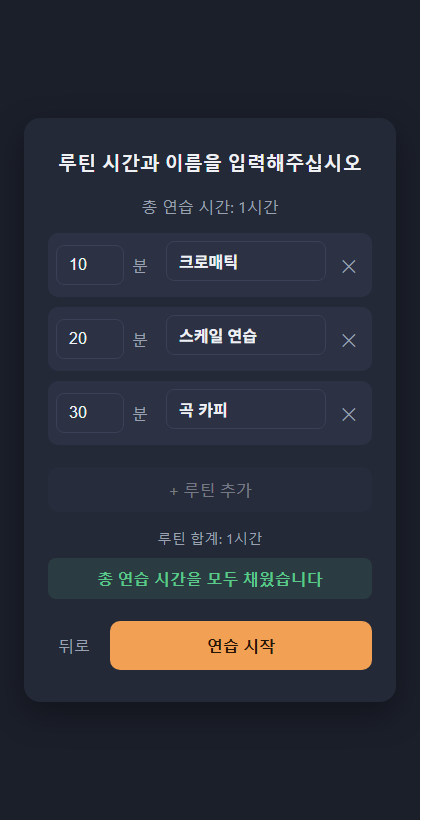 루틴 시간과 이름을 입력해주십시오
총 연습 시간: 1시간
10 분 크로매틱 ×
20 분 스케일 연습 ×
30 분 곡 카피 ×
+ 루틴 추가
루틴 합계: 1시간
총 연습 시간을 모두 채웠습니다
뒤로 연습 시작